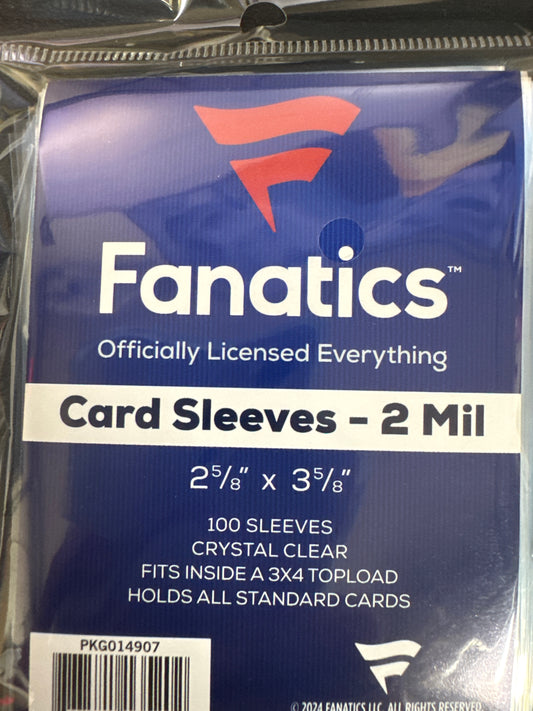 Fanatics™
Officially Licensed Everything
Card Sleeves - 2 Mil
2⅝" x 3⅝"
100 SLEEVES
CRYSTAL CLEAR
FITS INSIDE A 3X4 TOPLOAD
HOLDS ALL STANDARD CARDS
PKG014907
© 2024 FANATICS LLC. ALL RIGHTS RESERVED